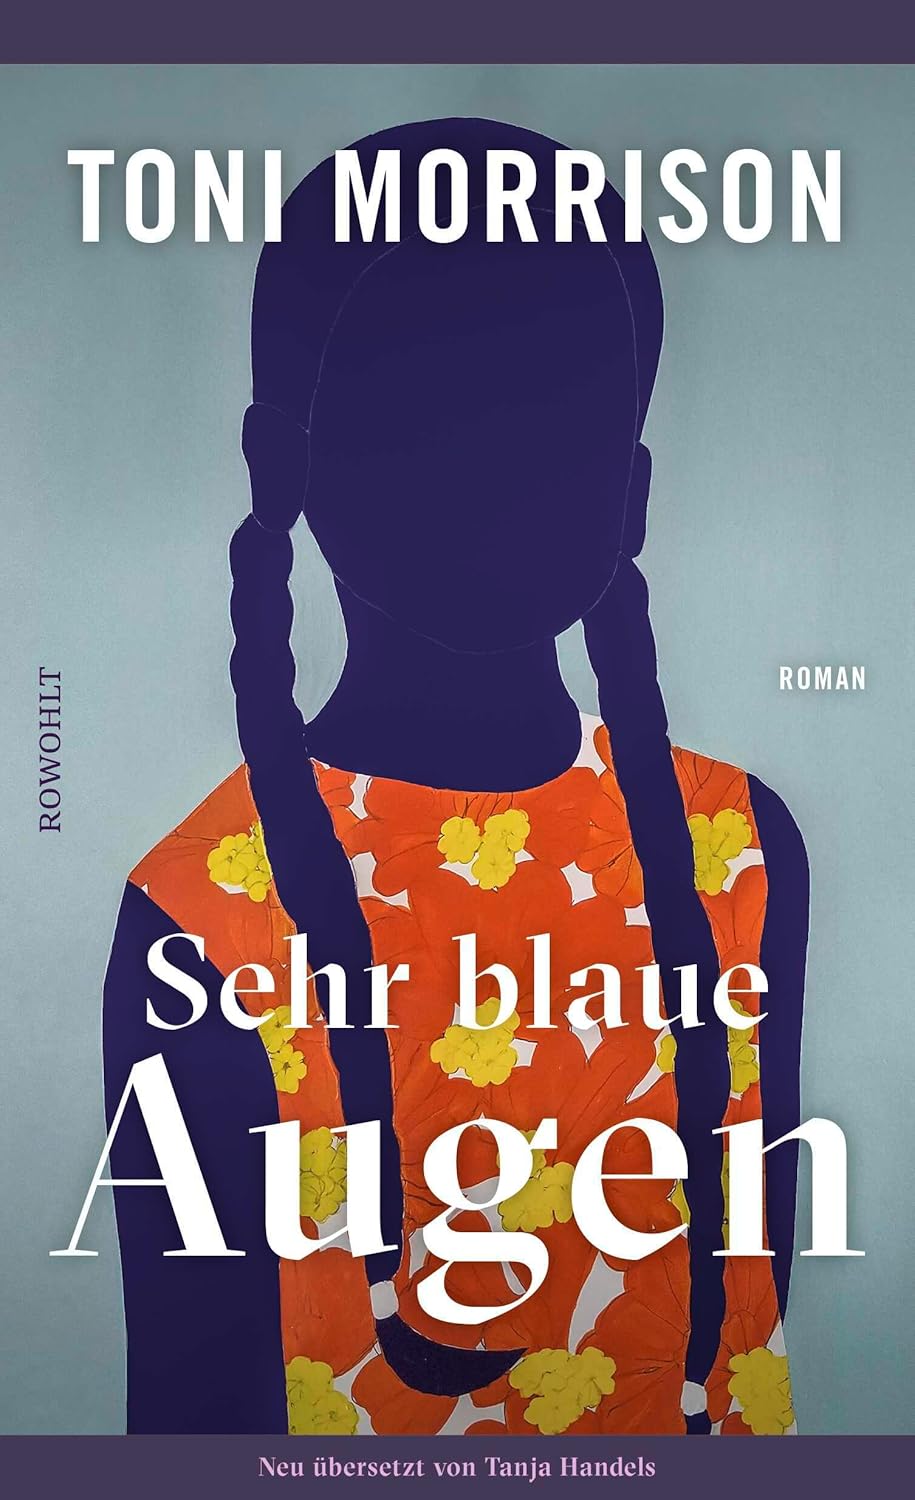 TONI MORRISON
ROMAN
ROWOHLT
Sehr blaue
Augen
Neu übersetzt von Tanja Handels